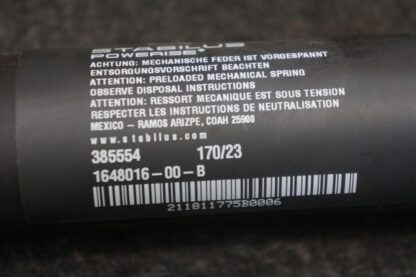 STABILUS
POWERISE®
ACHTUNG: MECHANISCHE FEDER IST VORGESPANNT
ENTSORGUNGSVORSCHRIFT BEACHTEN
ATTENTION: PRELOADED MECHANICAL SPRING
OBSERVE DISPOSAL INSTRUCTIONS
ATTENTION: RESSORT MECANIQUE EST SOUS TENSION
RESPECTER LES INSTRUCTIONS DE NEUTRALISATION
MEXICO - RAMOS ARIZPE, COAH 25900
www.stabilus.com
385554 170/23
1648016-00-B
211811775B0006